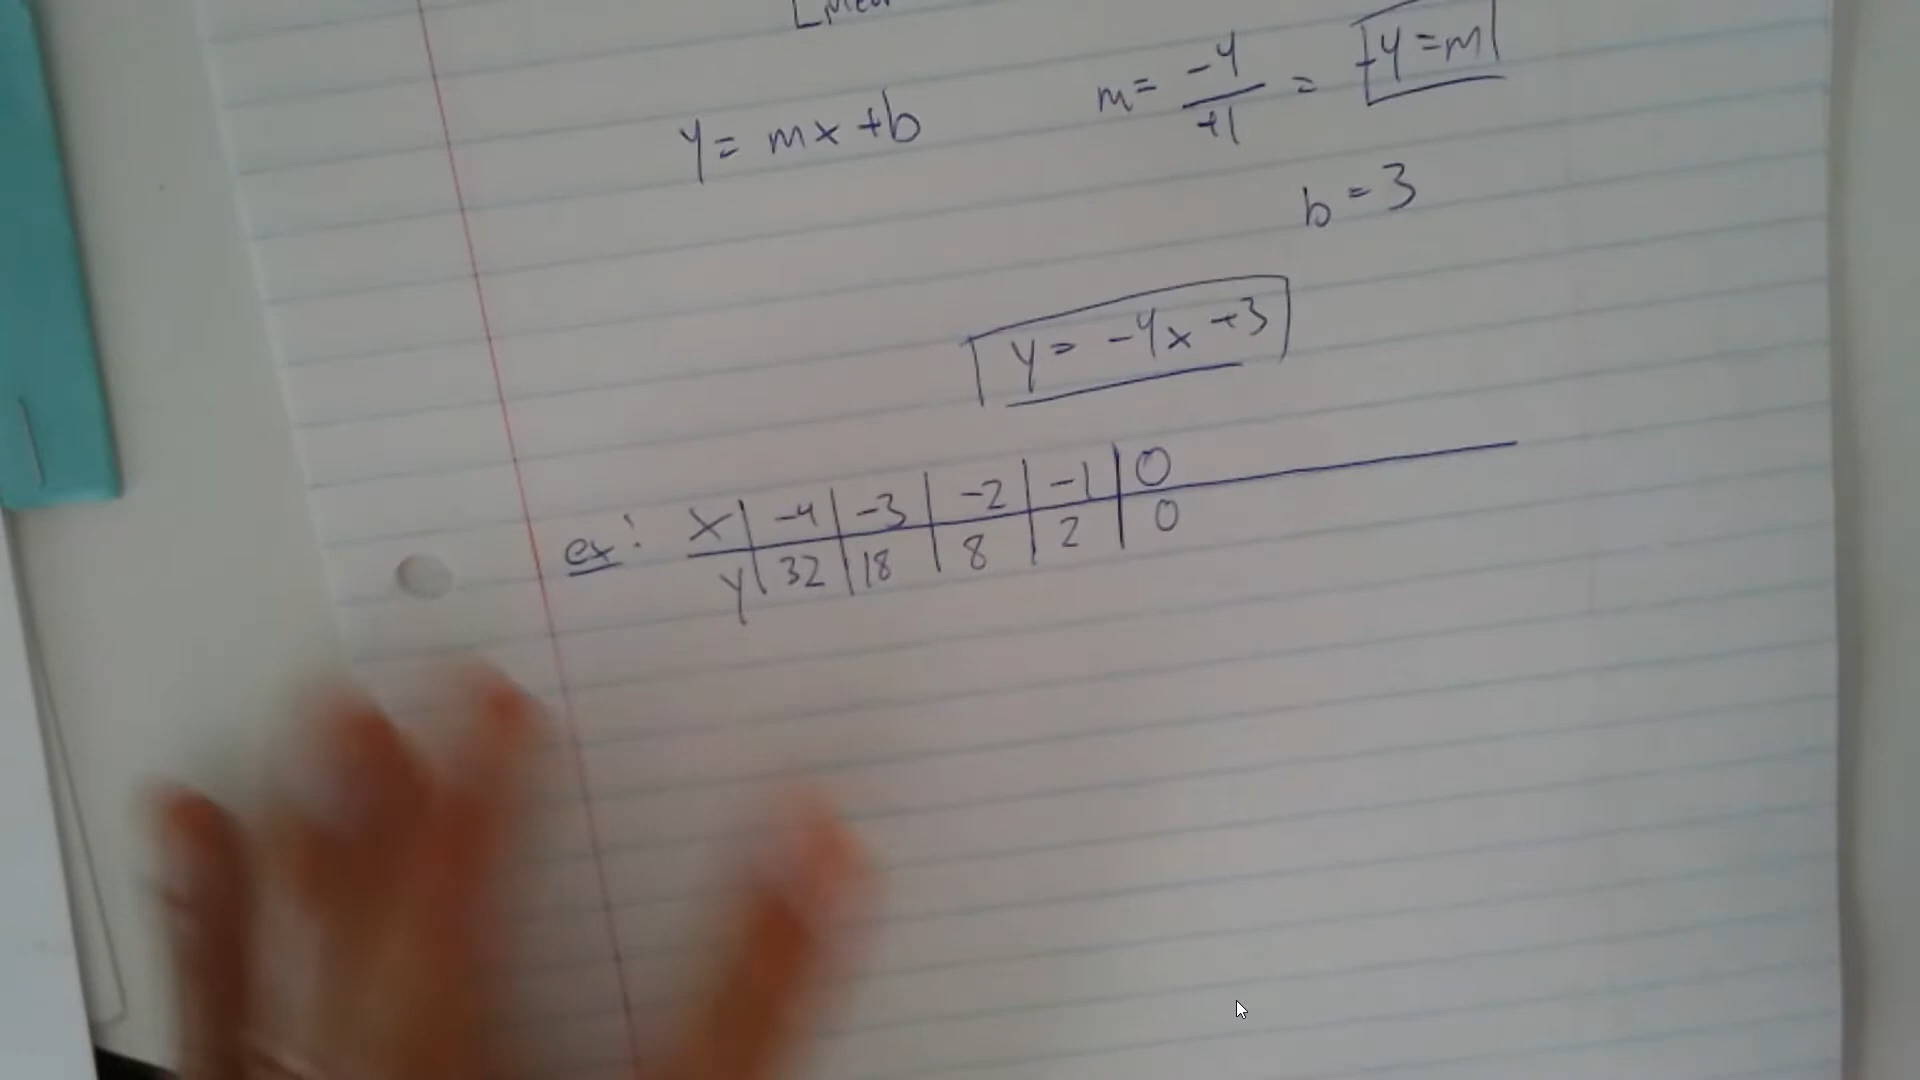 y = mx + b
m = -4/+1 = -4 = m
b = 3
y = -4x + 3
ex: x | -4 | -3 | -2 | -1 | 0
y | 32 | 18 | 8 | 2 | 0